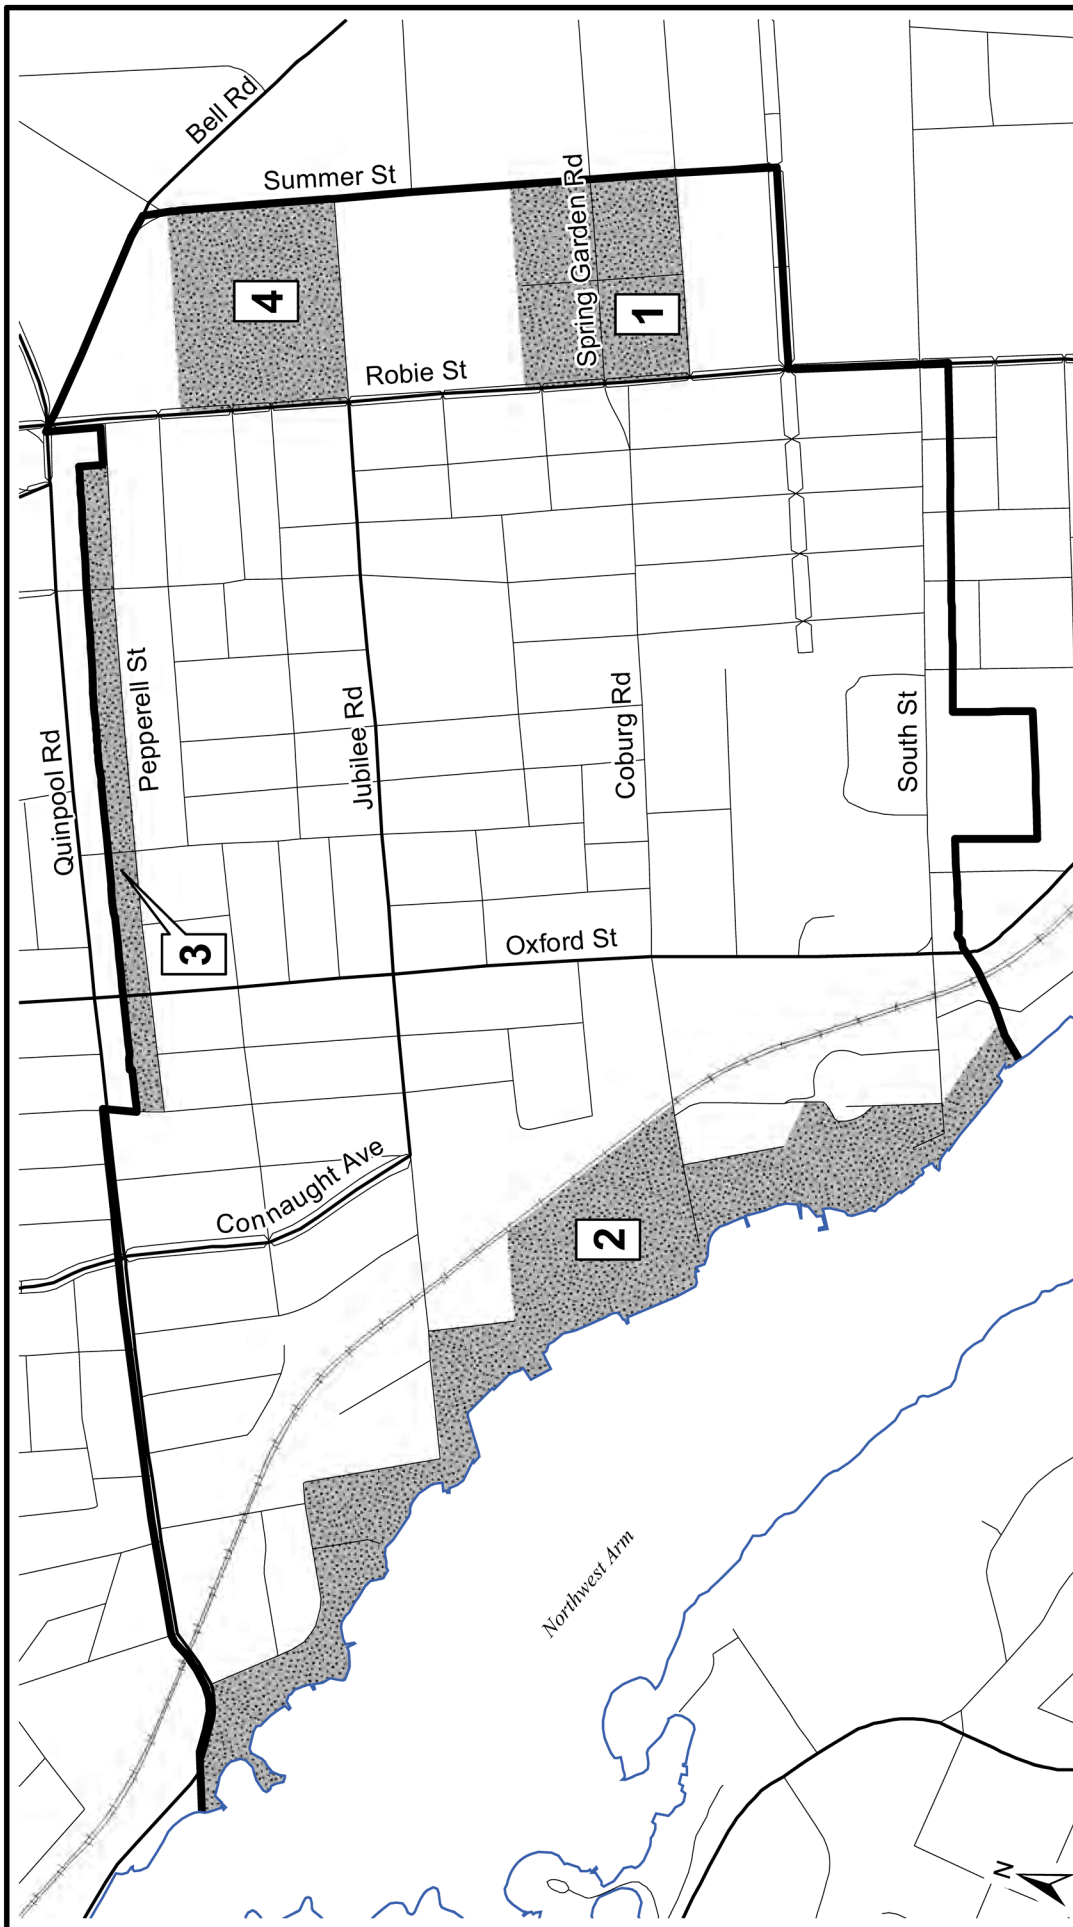 Bell Rd
Summer St
4
Spring Garden Rd
1
Robie St
Quinpool Rd
Pepperell St
Jubilee Rd
Coburg Rd
South St
3
Oxford St
Connaught Ave
2
Northwest Arm
N